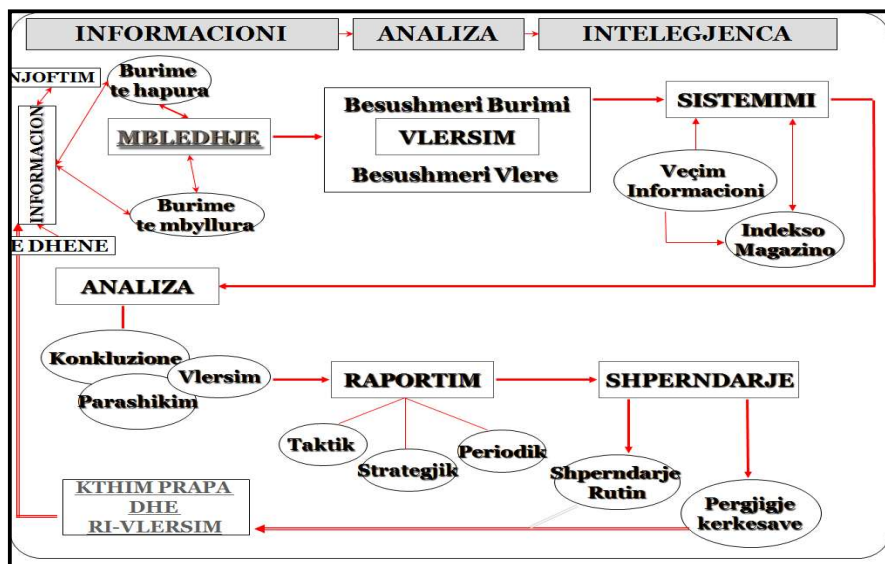 INFORMACIONI
ANALIZA
INTELEGJENCA
NJOFTIM
Burime
te hapura
INFORMACION
MBLEDHJE
Burime
te mbyllura
E DHENE
Besushmeri Burimi
VLERSIM
Besushmeri Vlere
SISTEMIMI
Veçim
Informacioni
Indekso
Magazino
ANALIZA
Konkluzione
Vlersim
Parashikim
RAPORTIM
Taktik
Strategjik
Periodik
SHPERNDARJE
Shperndarje
Rutin
Pergjigje
kerkesave
KTHIM PRAPA
DHE
RI-VLERSIM